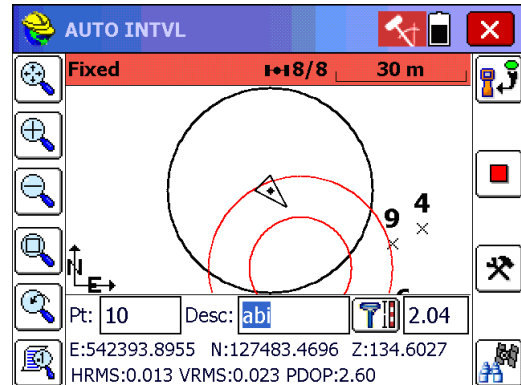 AUTO INTVL
Fixed 8/8 30 m
4
9
N
E
Pt: 10 Desc: abi 2.04
E:542393.8955 N:127483.4696 Z:134.6027
HRMS:0.013 VRMS:0.023 PDOP:2.60